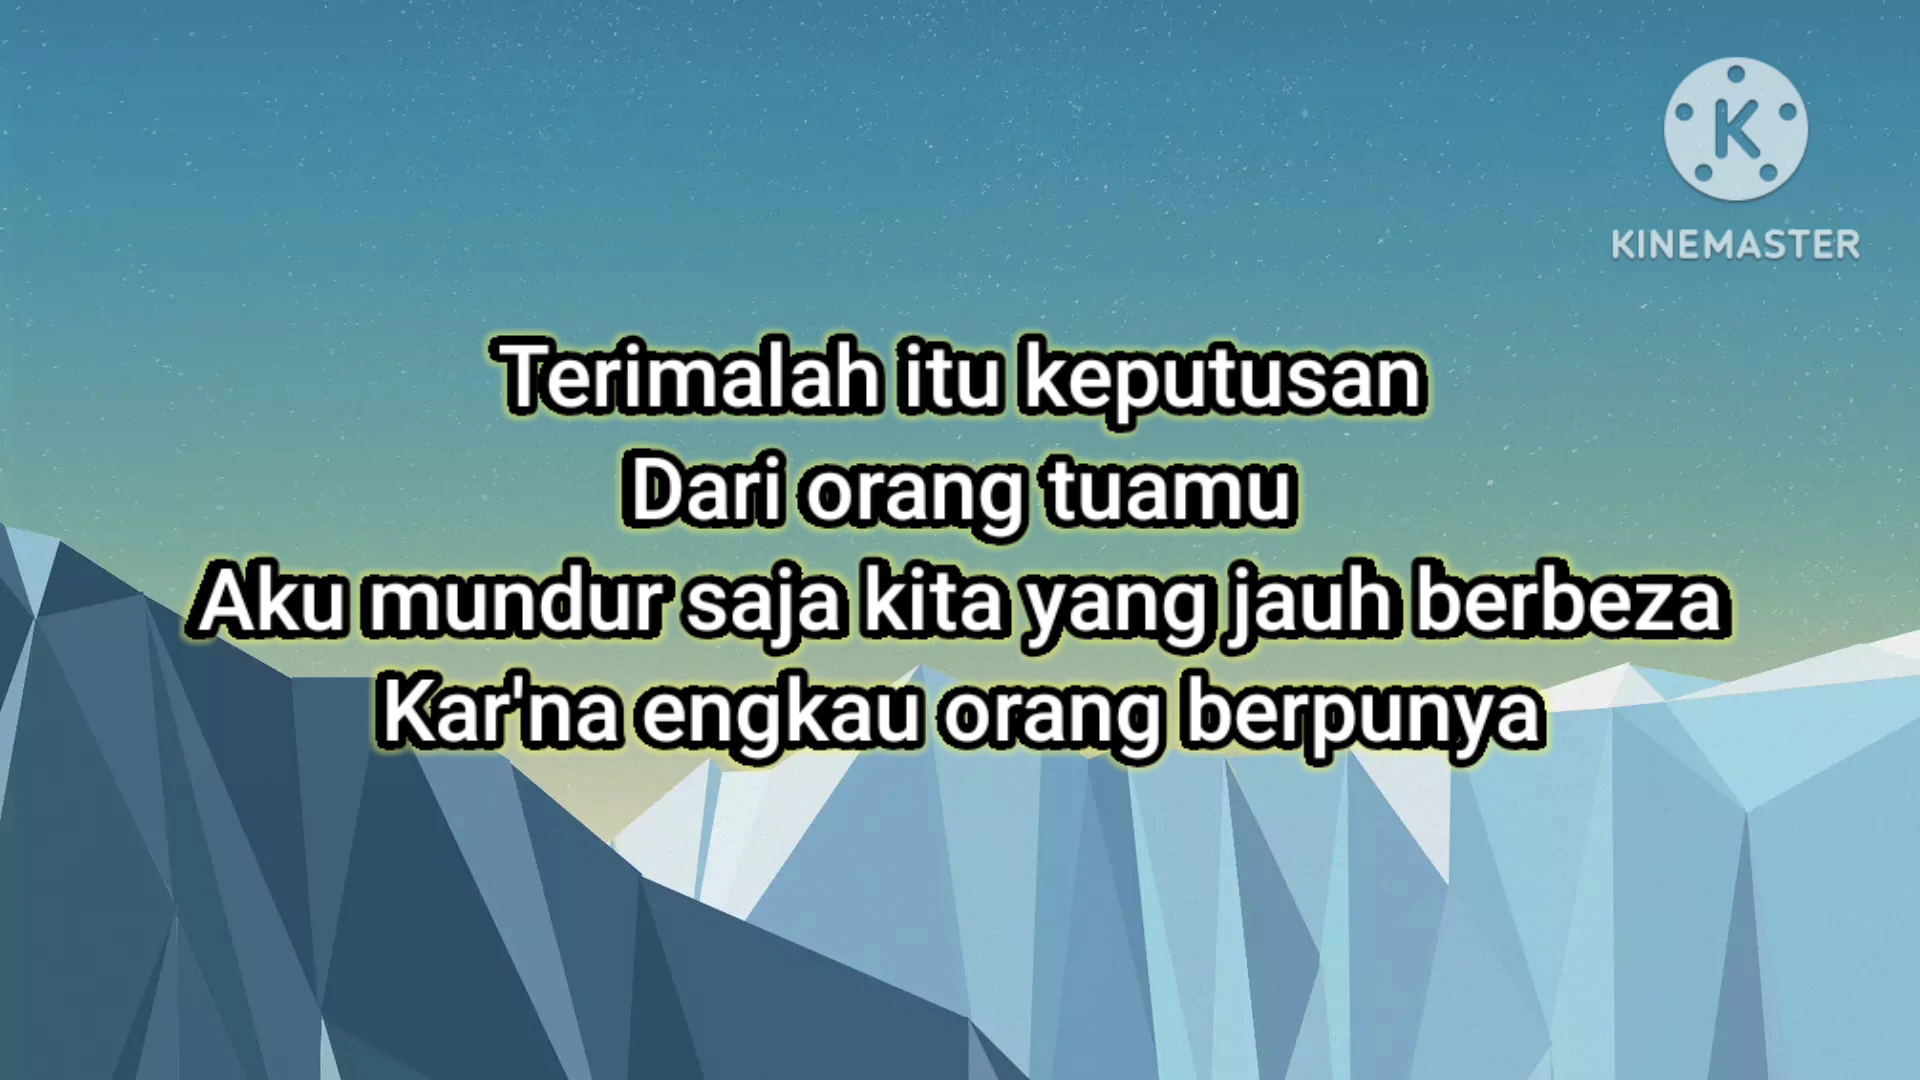 K
KINEMASTER
Terimalah itu keputusan
Dari orang tuamu
Aku mundur saja kita yang jauh berbeza
Kar'na engkau orang berpunya